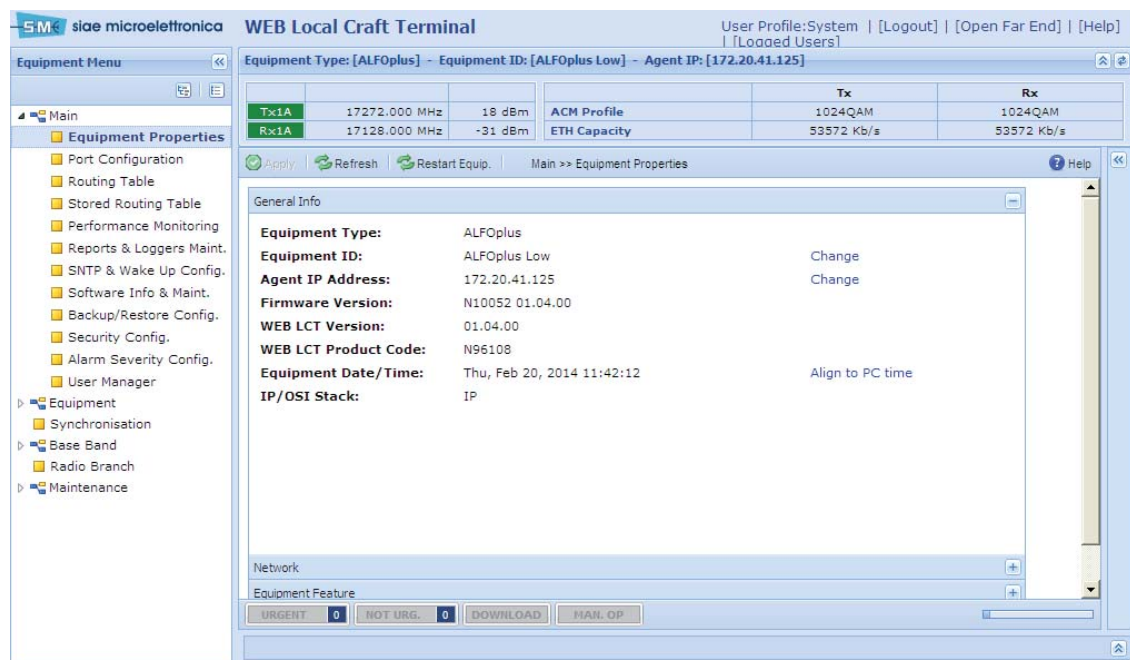 SIAE siae microelettronica
WEB Local Craft Terminal
User Profile:System | [Logout] | [Open Far End] | [Help]
| [Logged Users]
Equipment Menu
Equipment Type: [ALFOplus] - Equipment ID: [ALFOplus Low] - Agent IP: [172.20.41.125]
Tx Rx
Tx1A 17272.000 MHz 18 dBm ACM Profile 1024QAM 1024QAM
Rx1A 17128.000 MHz -31 dBm ETH Capacity 53572 Kb/s 53572 Kb/s
Apply Refresh Restart Equip. Main >> Equipment Properties Help
Main
Equipment Properties
Port Configuration
Routing Table
Stored Routing Table
Performance Monitoring
Reports & Loggers Maint.
SNTP & Wake Up Config.
Software Info & Maint.
Backup/Restore Config.
Security Config.
Alarm Severity Config.
User Manager
Equipment
Synchronisation
Base Band
Radio Branch
Maintenance
General Info
Equipment Type: ALFOplus
Equipment ID: ALFOplus Low Change
Agent IP Address: 172.20.41.125 Change
Firmware Version: N10052 01.04.00
WEB LCT Version: 01.04.00
WEB LCT Product Code: N96108
Equipment Date/Time: Thu, Feb 20, 2014 11:42:12 Align to PC time
IP/OSI Stack: IP
Network
Equipment Feature
URGENT 0 NOT URG. 0 DOWNLOAD MAN. OP